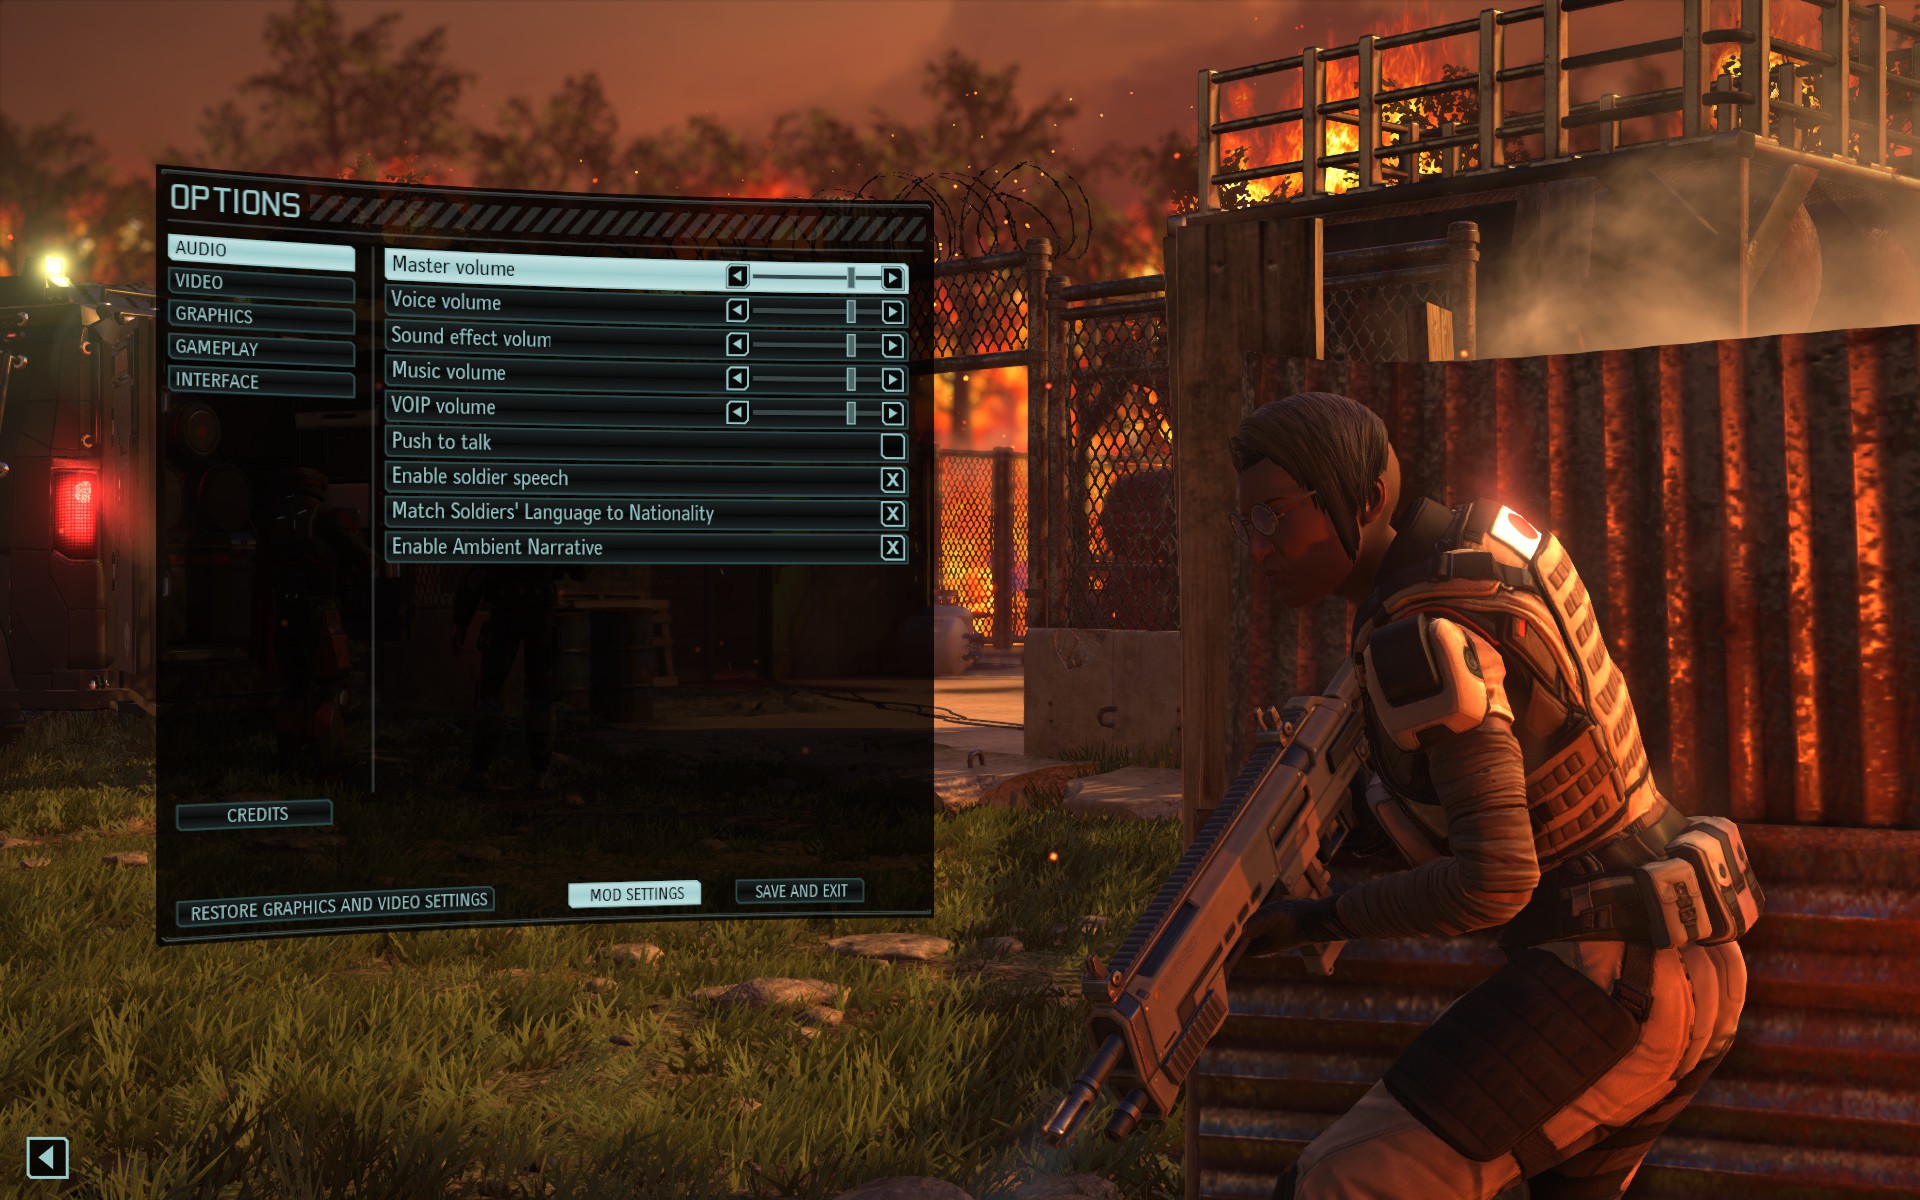 OPTIONS
AUDIO
VIDEO
GRAPHICS
GAMEPLAY
INTERFACE
Master volume
Voice volume
Sound effect volum
Music volume
VOIP volume
Push to talk
Enable soldier speech
X
Match Soldiers' Language to Nationality
X
Enable Ambient Narrative
X
CREDITS
RESTORE GRAPHICS AND VIDEO SETTINGS
MOD SETTINGS
SAVE AND EXIT